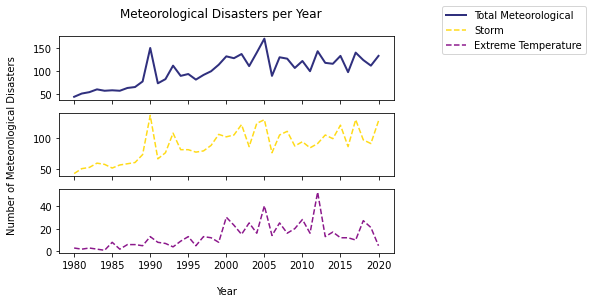 Meteorological Disasters per Year
Total Meteorological
Storm
Extreme Temperature
Number of Meteorological Disasters
150
100
50
100
50
40
20
0
1980 1985 1990 1995 2000 2005 2010 2015 2020
Year